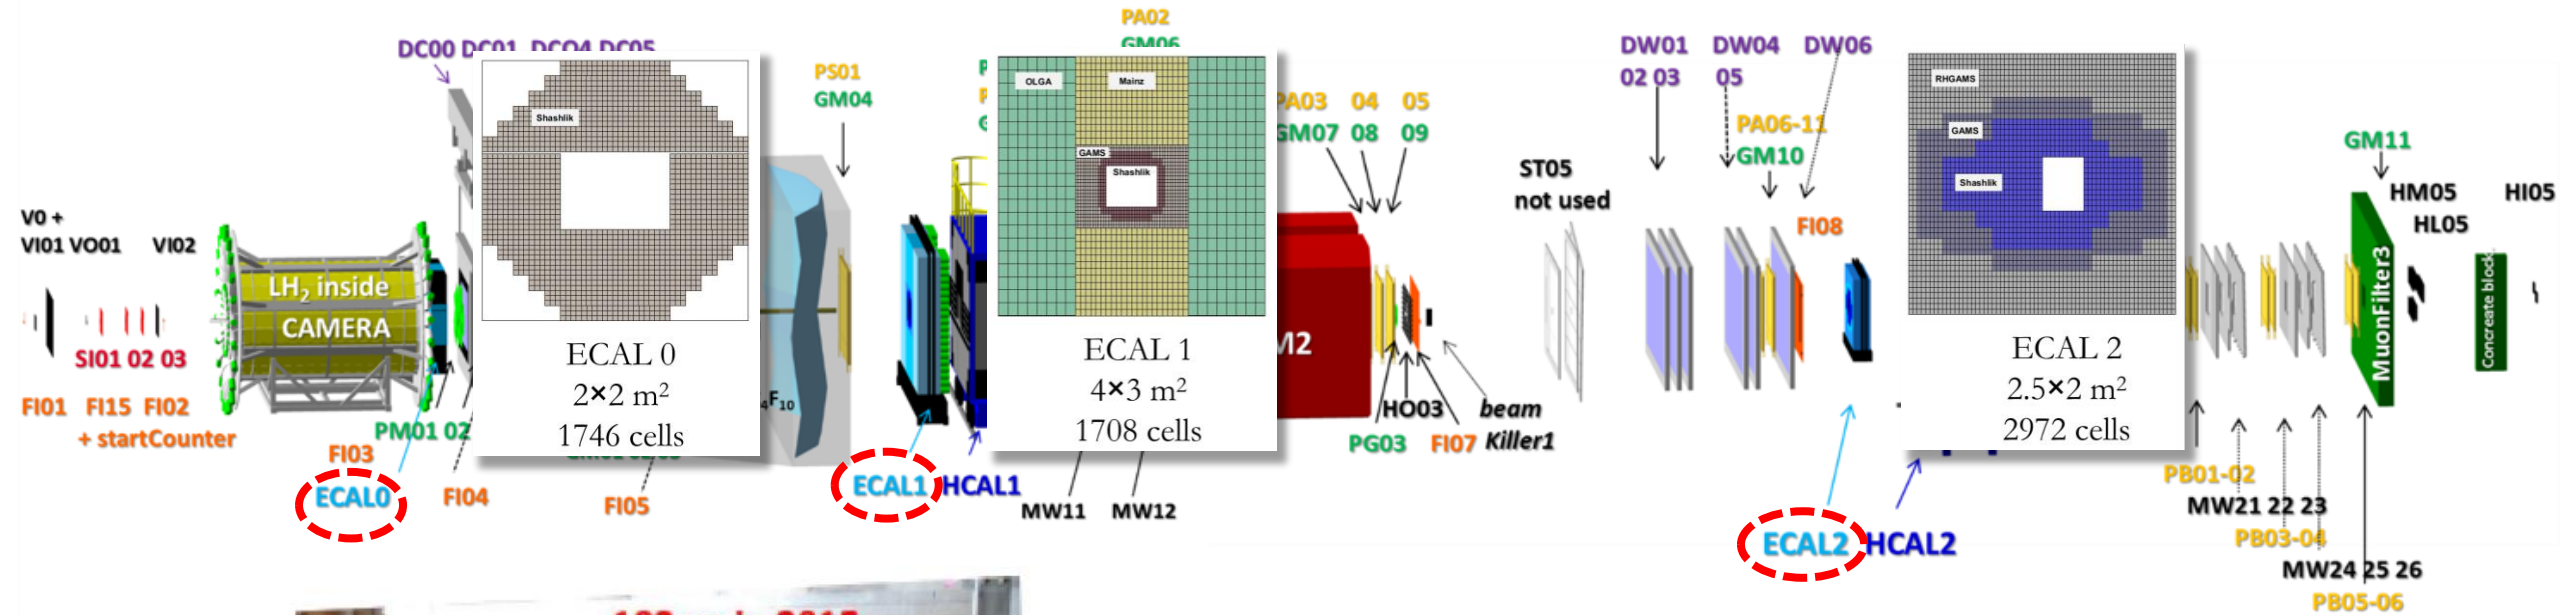 PA02
GM06
DC00 DC01 DC04 DC05
PS01
GM04
PA03 04 05
GM07 08 09
DW01 DW04 DW06
02 03 05
PA06-11
GM10
FI08
GM11
HM05
HL05
HI05
ST05
not used
V0 +
VI01 VO01 VI02
LH2 inside
CAMERA
SI01 02 03
FI01 FI15 FI02
+ startCounter
PM01 02
FI03
ECAL0
FI04
FI05
Shashlik
ECAL 0
2×2 m²
1746 cells
ECAL1
HCAL1
OLGA
Mainz
GAMS
Shashlik
ECAL 1
4×3 m²
1708 cells
MW11 MW12
HO03
PG03
FI07
beam
Killer1
RHGAMS
GAMS
Shashlik
ECAL 2
2.5×2 m²
2972 cells
ECAL2
HCAL2
MuonFilter3
Concreate block
PB01-02
MW21 22 23
PB03-04
MW24 25 26
PB05-06